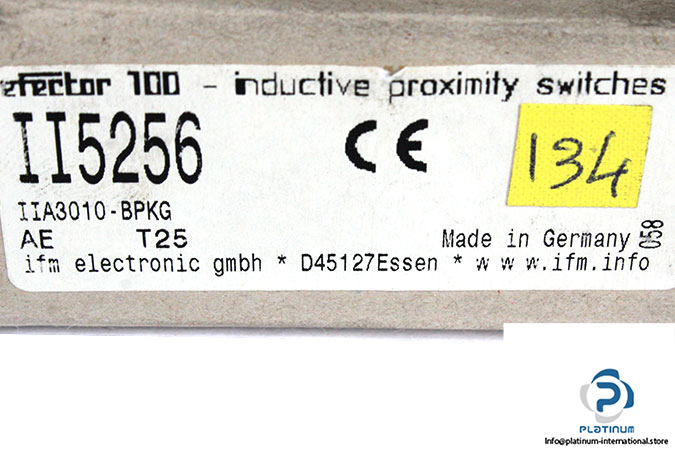 efector 100 - inductive proximity switches
II5256
CE
134
IIA3010-BPKG
AE T25
Made in Germany
058
ifm electronic gmbh * D45127Essen * www.ifm.info
PLATINUM
Info@platinum-international.store